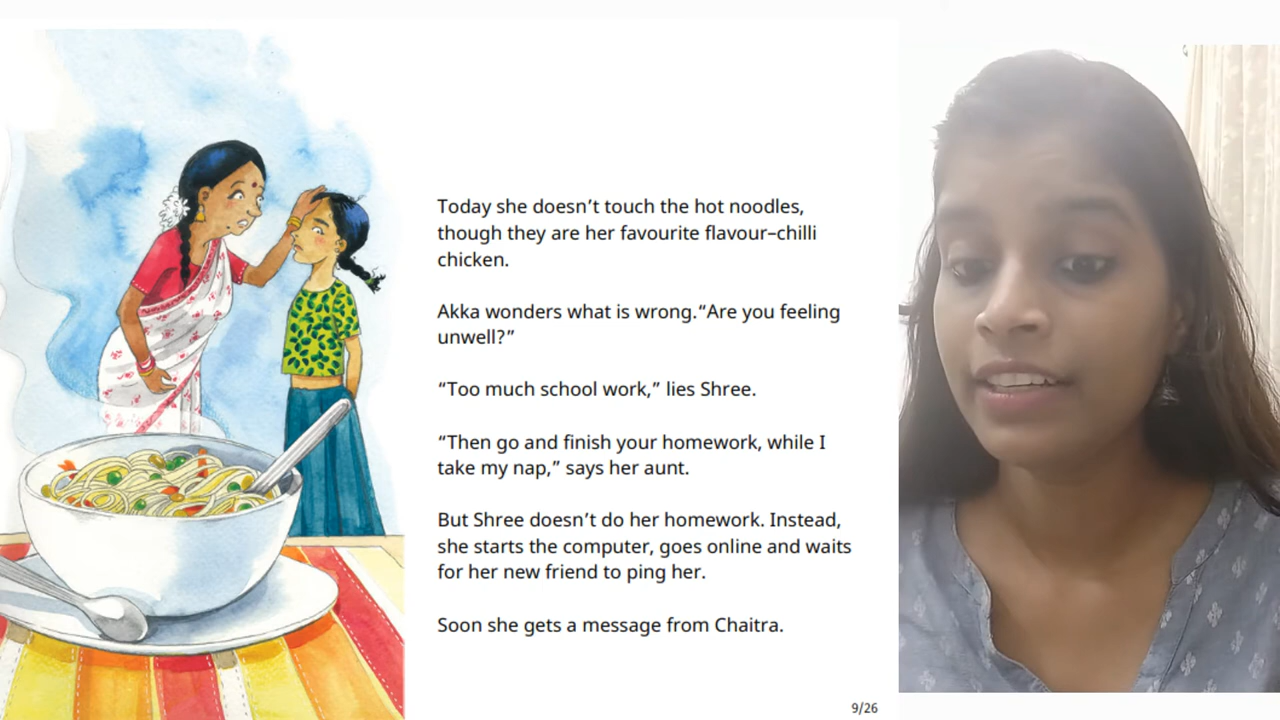 Today she doesn’t touch the hot noodles,
though they are her favourite flavour–chilli
chicken.
Akka wonders what is wrong.“Are you feeling
unwell?”
“Too much school work,” lies Shree.
“Then go and finish your homework, while I
take my nap,” says her aunt.
But Shree doesn’t do her homework. Instead,
she starts the computer, goes online and waits
for her new friend to ping her.
Soon she gets a message from Chaitra.
9/26